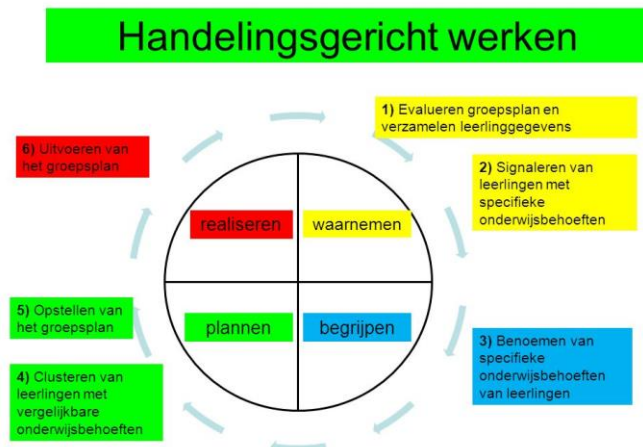 Handelingsgericht werken
1) Evalueren groepsplan en
verzamelen leerlinggegevens
2) Signaleren van
leerlingen met
specifieke
onderwijsbehoeften
3) Benoemen van
specifieke
onderwijsbehoeften
van leerlingen
4) Clusteren van
leerlingen met
vergelijkbare
onderwijsbehoeften
5) Opstellen van
het groepsplan
6) Uitvoeren van
het groepsplan
realiseren
waarnemen
plannen
begrijpen